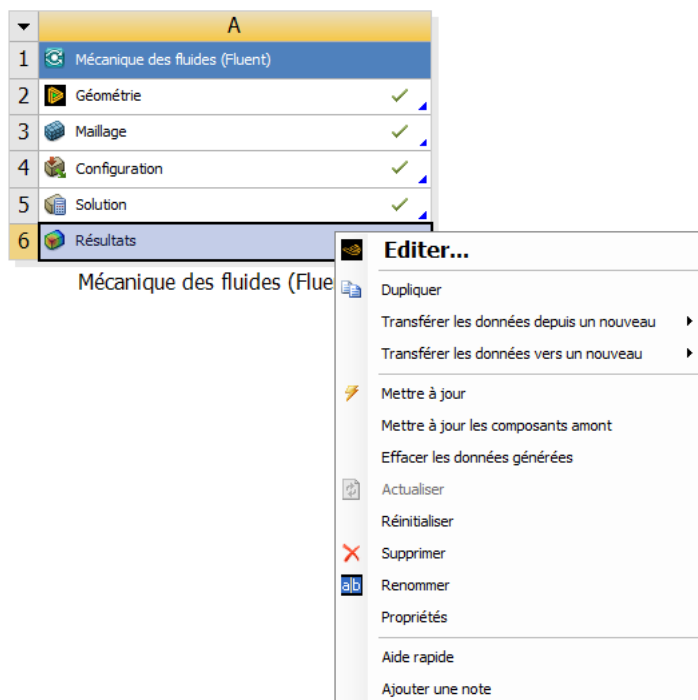 A
1 Mécanique des fluides (Fluent)
2 Géométrie
3 Maillage
4 Configuration
5 Solution
6 Résultats
Mécanique des fluides (Flue
Editer...
Dupliquer
Transférer les données depuis un nouveau
Transférer les données vers un nouveau
Mettre à jour
Mettre à jour les composants amont
Effacer les données générées
Actualiser
Réinitialiser
Supprimer
a|b Renommer
Propriétés
Aide rapide
Ajouter une note